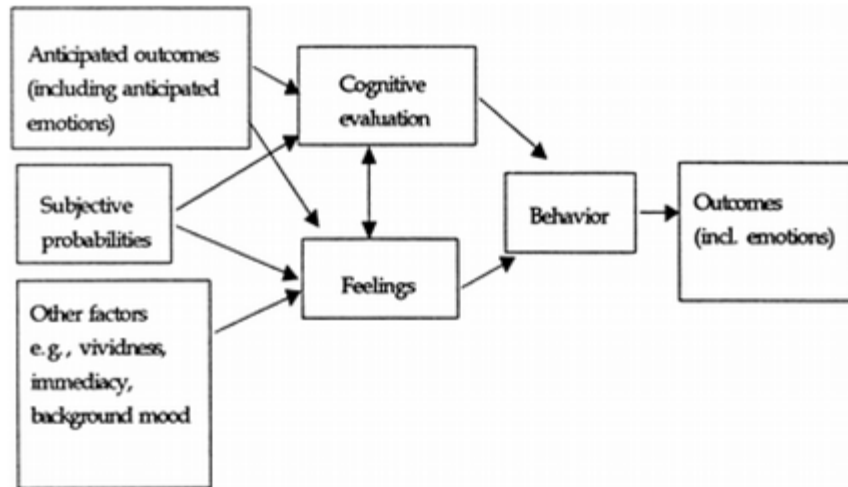 Anticipated outcomes
(including anticipated
emotions)
Cognitive
evaluation
Subjective
probabilities
Feelings
Behavior
Outcomes
(incl. emotions)
Other factors
e.g., vividness,
immediacy,
background mood